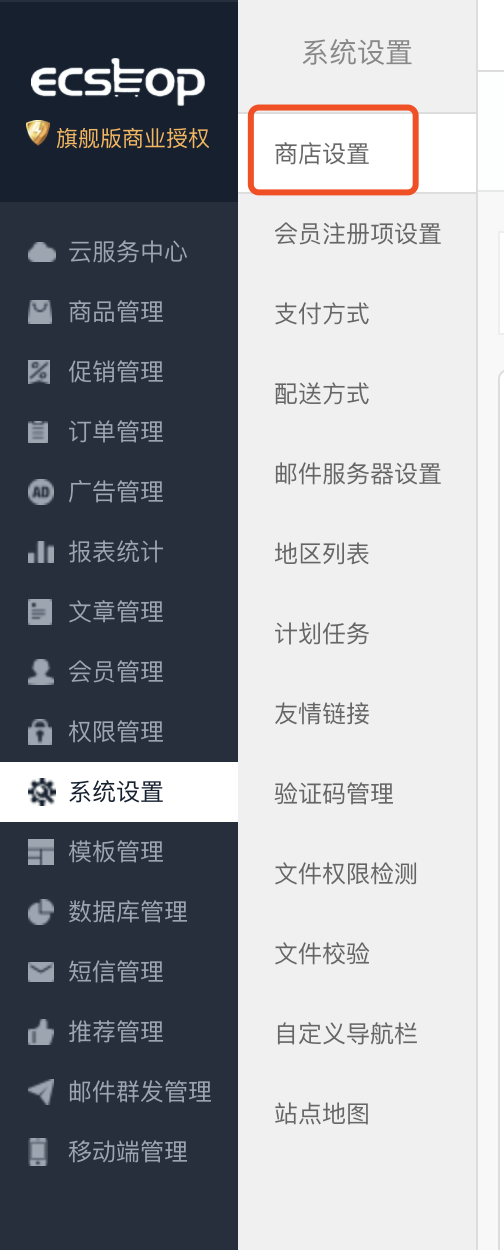 ecshop
旗舰版商业授权
云服务中心
商品管理
促销管理
订单管理
AD 广告管理
报表统计
文章管理
会员管理
权限管理
系统设置
模板管理
数据库管理
短信管理
推荐管理
邮件群发管理
移动端管理
系统设置
商店设置
会员注册项设置
支付方式
配送方式
邮件服务器设置
地区列表
计划任务
友情链接
验证码管理
文件权限检测
文件校验
自定义导航栏
站点地图